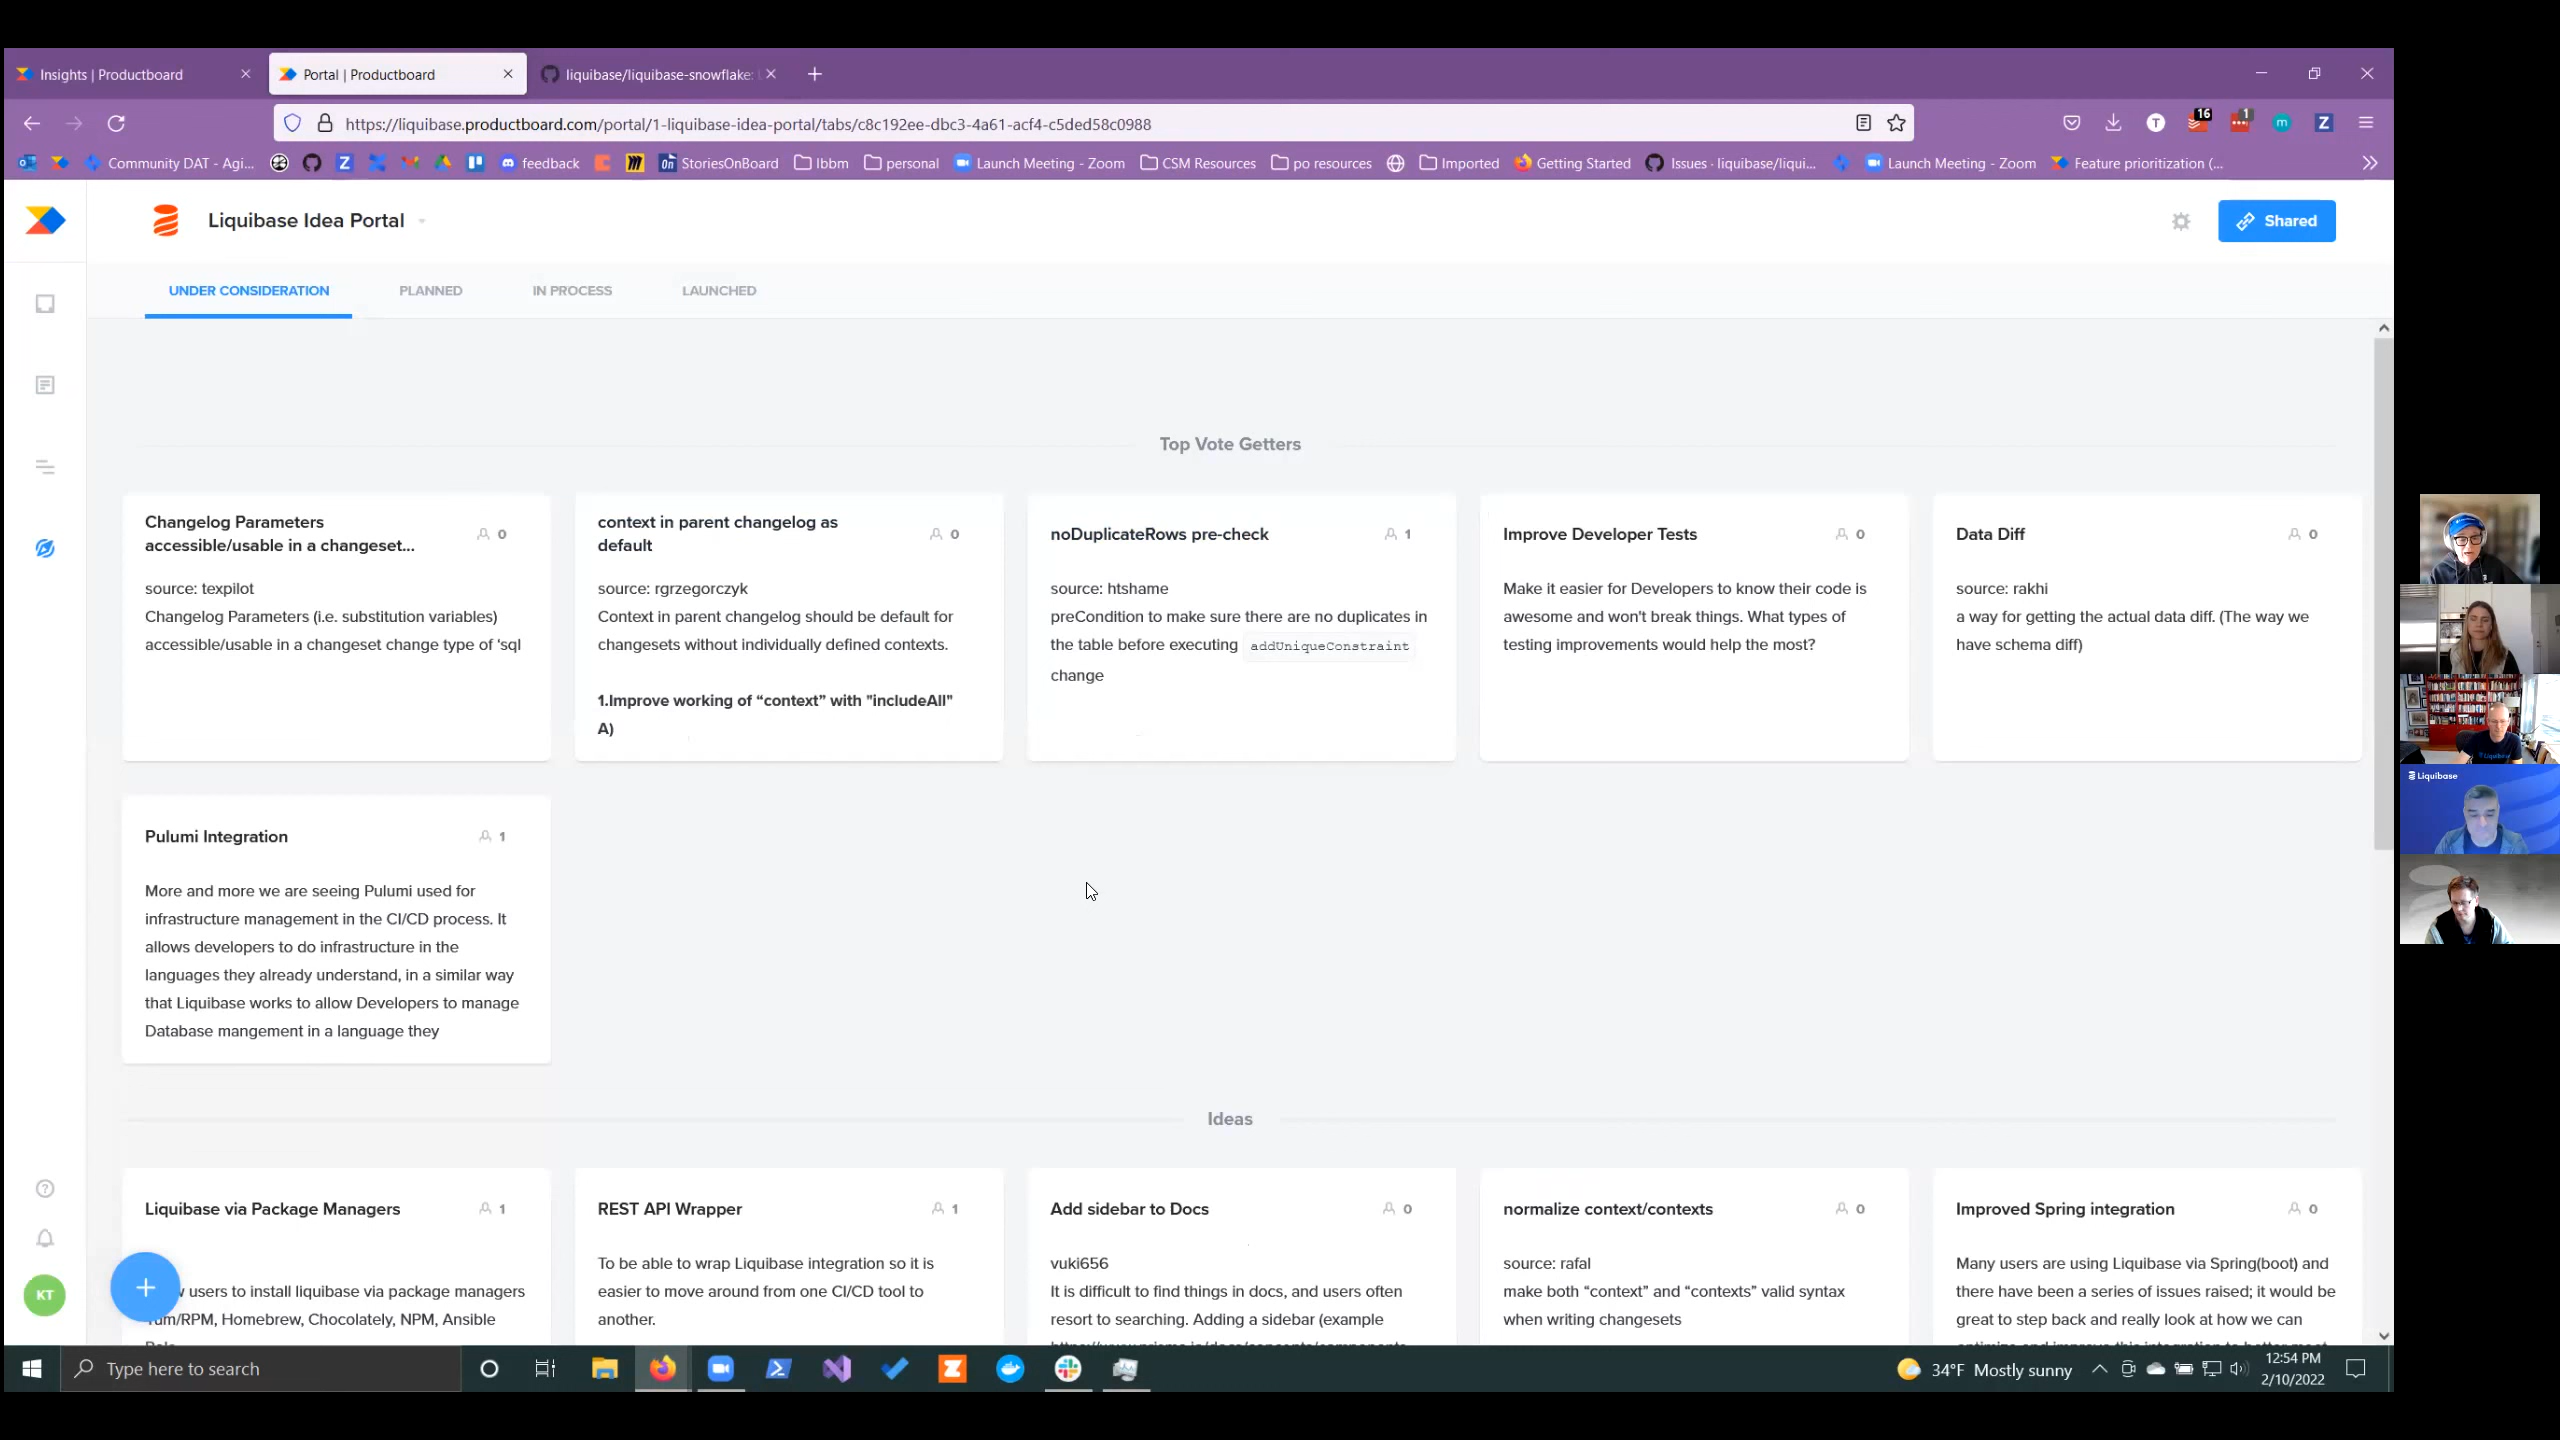 Insights | Productboard
Portal | Productboard
liquibase/liquibase-snowflake:
https://liquibase.productboard.com/portal/1-liquibase-idea-portal/tabs/c8c192ee-dbc3-4a61-acf4-c5ded58c0988
T
16
1
m
Z
Community DAT - Agi...
Z
feedback
StoriesOnBoard
lbbm
personal
Launch Meeting - Zoom
CSM Resources
po resources
Imported
Getting Started
Issues · liquibase/liqui...
Launch Meeting - Zoom
Feature prioritization (...
Liquibase Idea Portal
Shared
UNDER CONSIDERATION
PLANNED
IN PROCESS
LAUNCHED
Top Vote Getters
Changelog Parameters
accessible/usable in a changeset...
0
source: texpilot
Changelog Parameters (i.e. substitution variables)
accessible/usable in a changeset change type of 'sql
context in parent changelog as
default
0
source: rgrzegorczyk
Context in parent changelog should be default for
changesets without individually defined contexts.
1.Improve working of “context” with "includeAll"
A)
noDuplicateRows pre-check
1
source: htshame
preCondition to make sure there are no duplicates in
the table before executing addUniqueConstraint
change
Improve Developer Tests
0
Make it easier for Developers to know their code is
awesome and won't break things. What types of
testing improvements would help the most?
Data Diff
0
source: rakhi
a way for getting the actual data diff. (The way we
have schema diff)
Pulumi Integration
1
More and more we are seeing Pulumi used for
infrastructure management in the CI/CD process. It
allows developers to do infrastructure in the
languages they already understand, in a similar way
that Liquibase works to allow Developers to manage
Database mangement in a language they
Ideas
Liquibase via Package Managers
1
users to install liquibase via package managers
Yum/RPM, Homebrew, Chocolately, NPM, Ansible
REST API Wrapper
1
To be able to wrap Liquibase integration so it is
easier to move around from one CI/CD tool to
another.
Add sidebar to Docs
0
vuki656
It is difficult to find things in docs, and users often
resort to searching. Adding a sidebar (example
normalize context/contexts
0
source: rafal
make both “context” and “contexts” valid syntax
when writing changesets
Improved Spring integration
0
Many users are using Liquibase via Spring(boot) and
there have been a series of issues raised; it would be
great to step back and really look at how we can
KT
Liquibase
Type here to search
34°F Mostly sunny
12:54 PM
2/10/2022